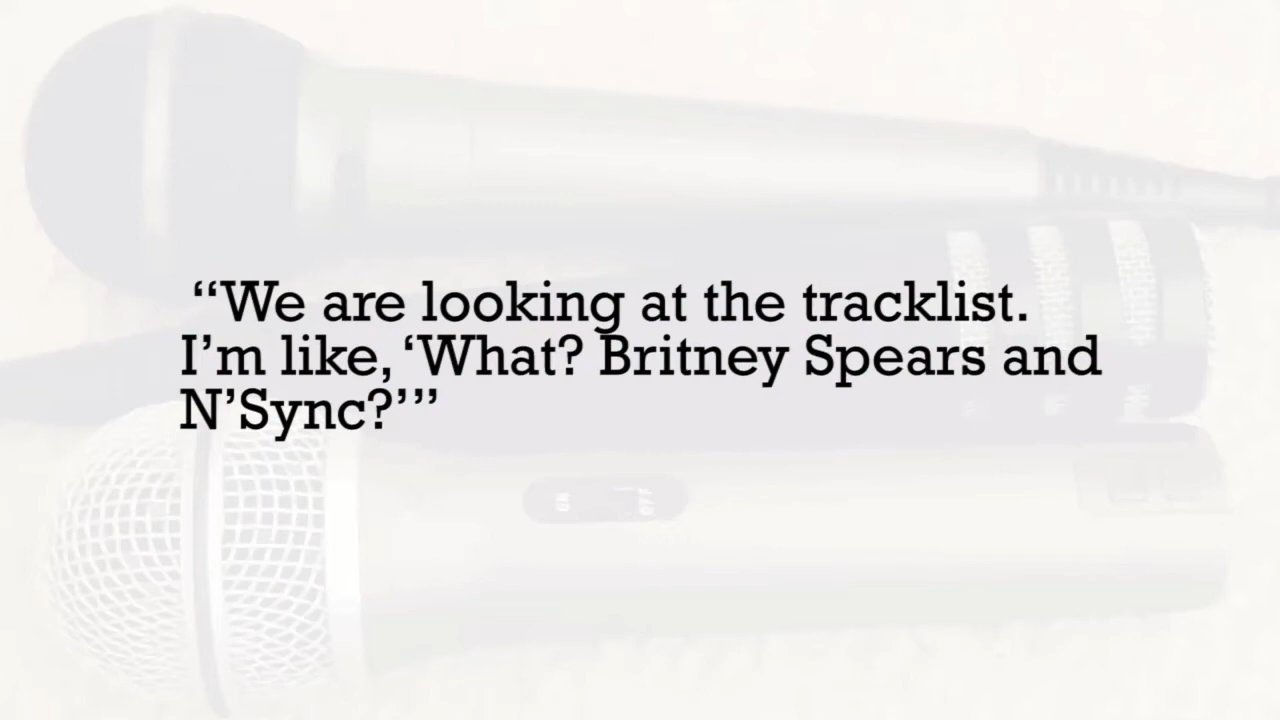 “We are looking at the tracklist.
I’m like, ‘What? Britney Spears and
N’Sync?’”